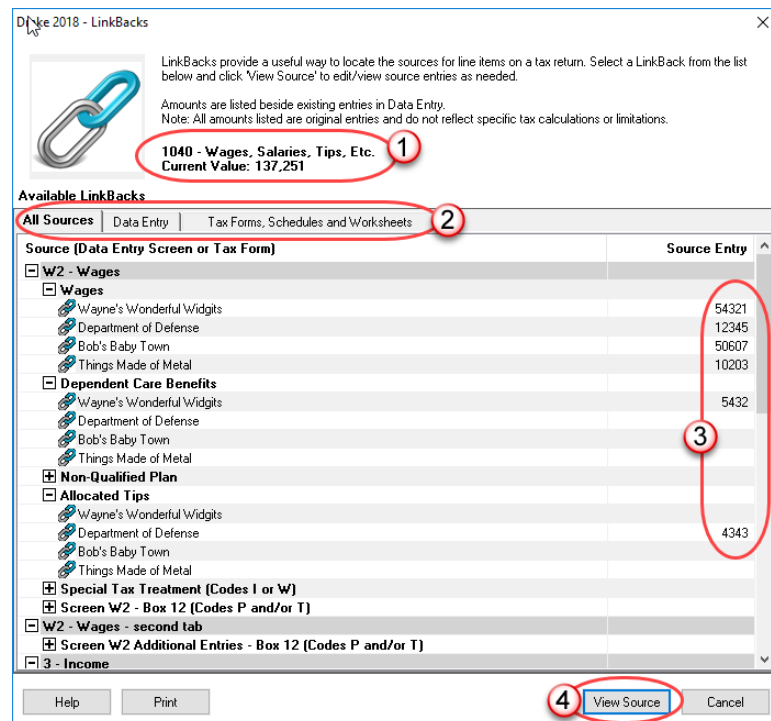 Drake 2018 - LinkBacks
LinkBacks provide a useful way to locate the sources for line items on a tax return. Select a LinkBack from the list
below and click 'View Source' to edit/view source entries as needed.
Amounts are listed beside existing entries in Data Entry.
Note: All amounts listed are original entries and do not reflect specific tax calculations or limitations.
1040 - Wages, Salaries, Tips, Etc. 1
Current Value: 137,251
Available LinkBacks
All Sources Data Entry Tax Forms, Schedules and Worksheets 2
Source (Data Entry Screen or Tax Form) Source Entry
W2 - Wages
Wages
Wayne's Wonderful Widgits 54321
Department of Defense 12345
Bob's Baby Town 50607
Things Made of Metal 10203
Dependent Care Benefits
Wayne's Wonderful Widgits 5432
Department of Defense
Bob's Baby Town 3
Things Made of Metal
Non-Qualified Plan
Allocated Tips
Wayne's Wonderful Widgits
Department of Defense 4343
Bob's Baby Town
Things Made of Metal
Special Tax Treatment (Codes I or W)
Screen W2 - Box 12 (Codes P and/or T)
W2 - Wages - second tab
Screen W2 Additional Entries - Box 12 (Codes P and/or T)
3 - Income
Help Print 4 View Source Cancel